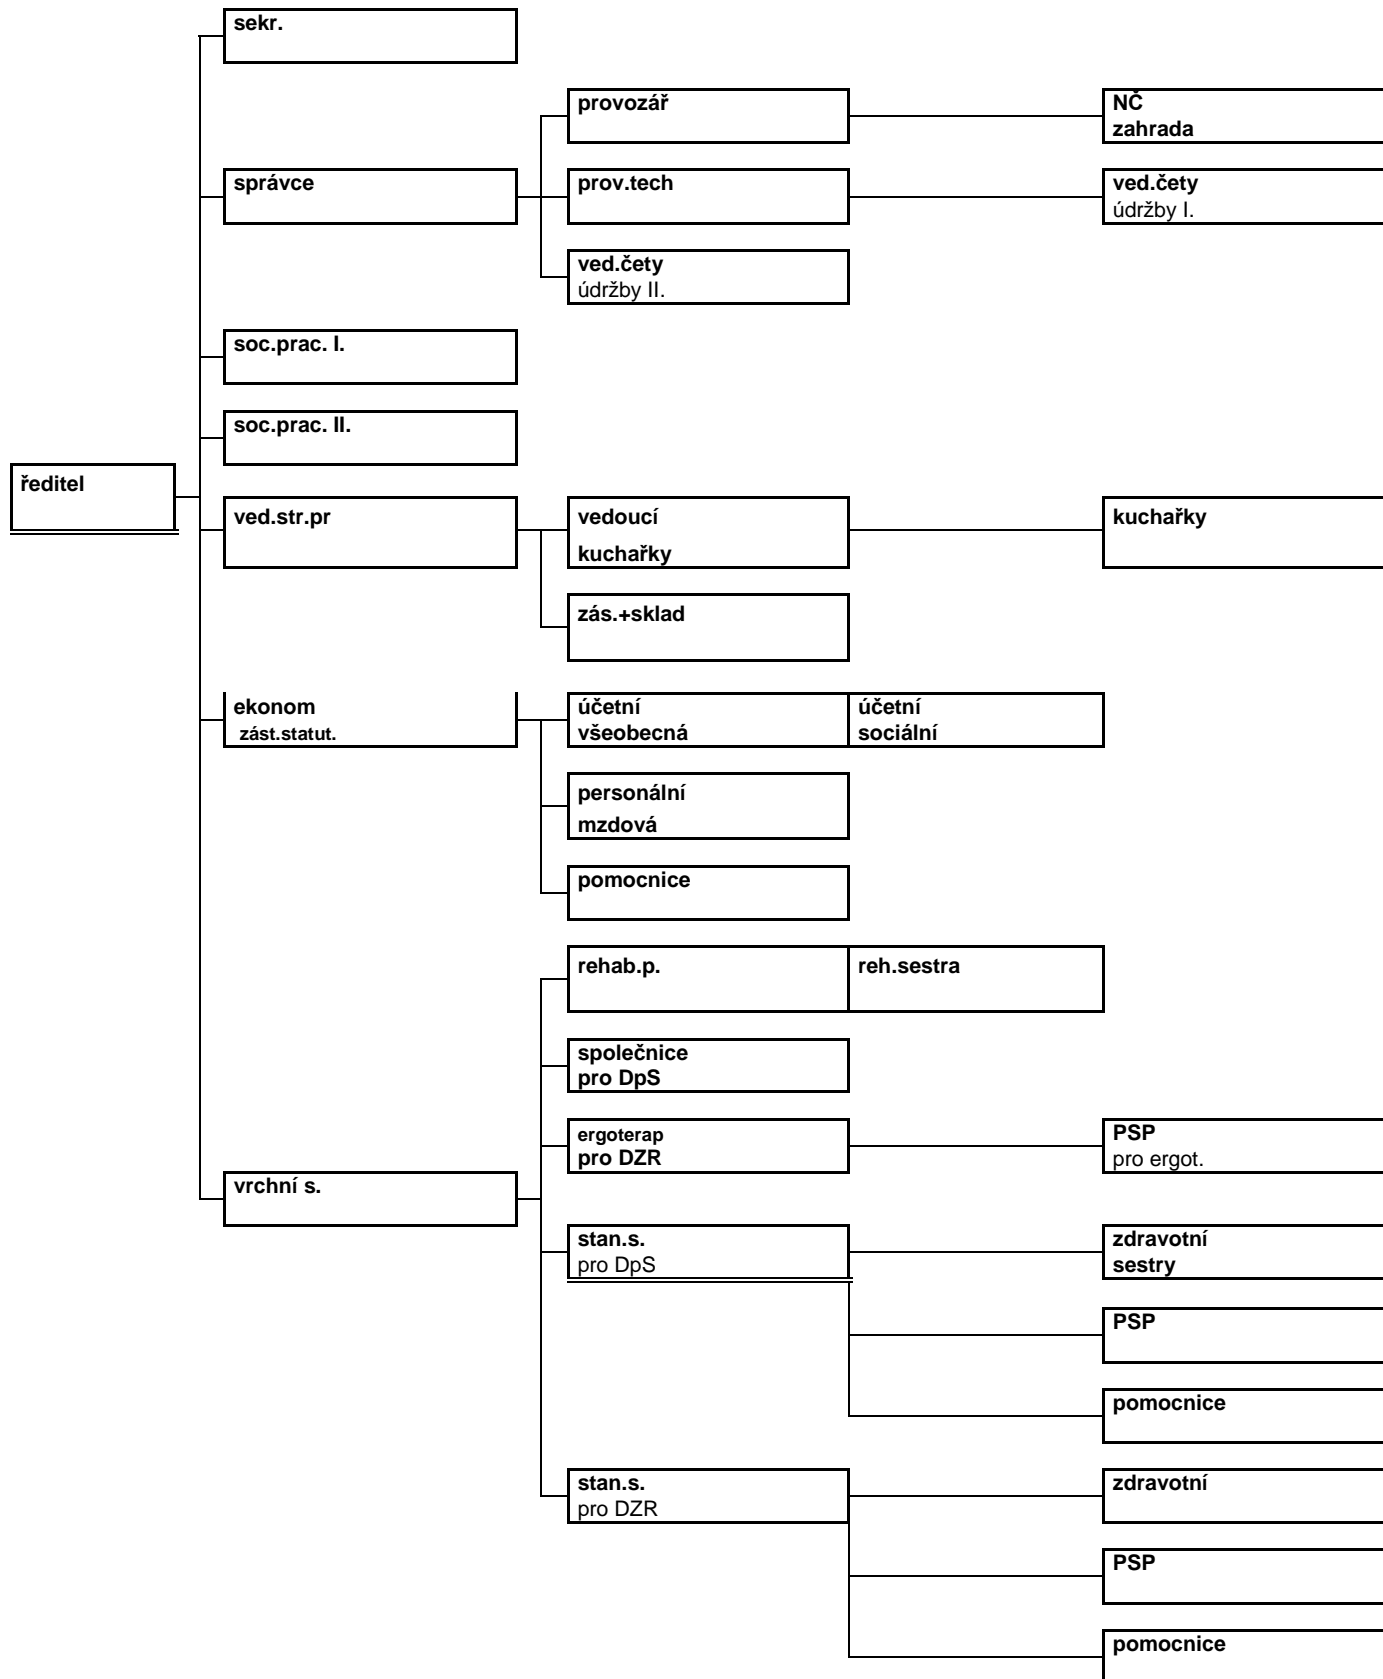 sekr.
provozář
NČ
zahrada
správce
prov.tech
ved.čety
údržby I.
ved.čety
údržby II.
soc.prac. I.
soc.prac. II.
ředitel
ved.str.pr
vedoucí
kuchařky
kuchařky
zás.+sklad
ekonom
zást.statut.
účetní
všeobecná
účetní
sociální
personální
mzdová
pomocnice
rehab.p.
reh.sestra
společnice
pro DpS
ergoterap
pro DZR
PSP
pro ergot.
vrchní s.
stan.s.
pro DpS
zdravotní
sestry
PSP
pomocnice
stan.s.
pro DZR
zdravotní
PSP
pomocnice